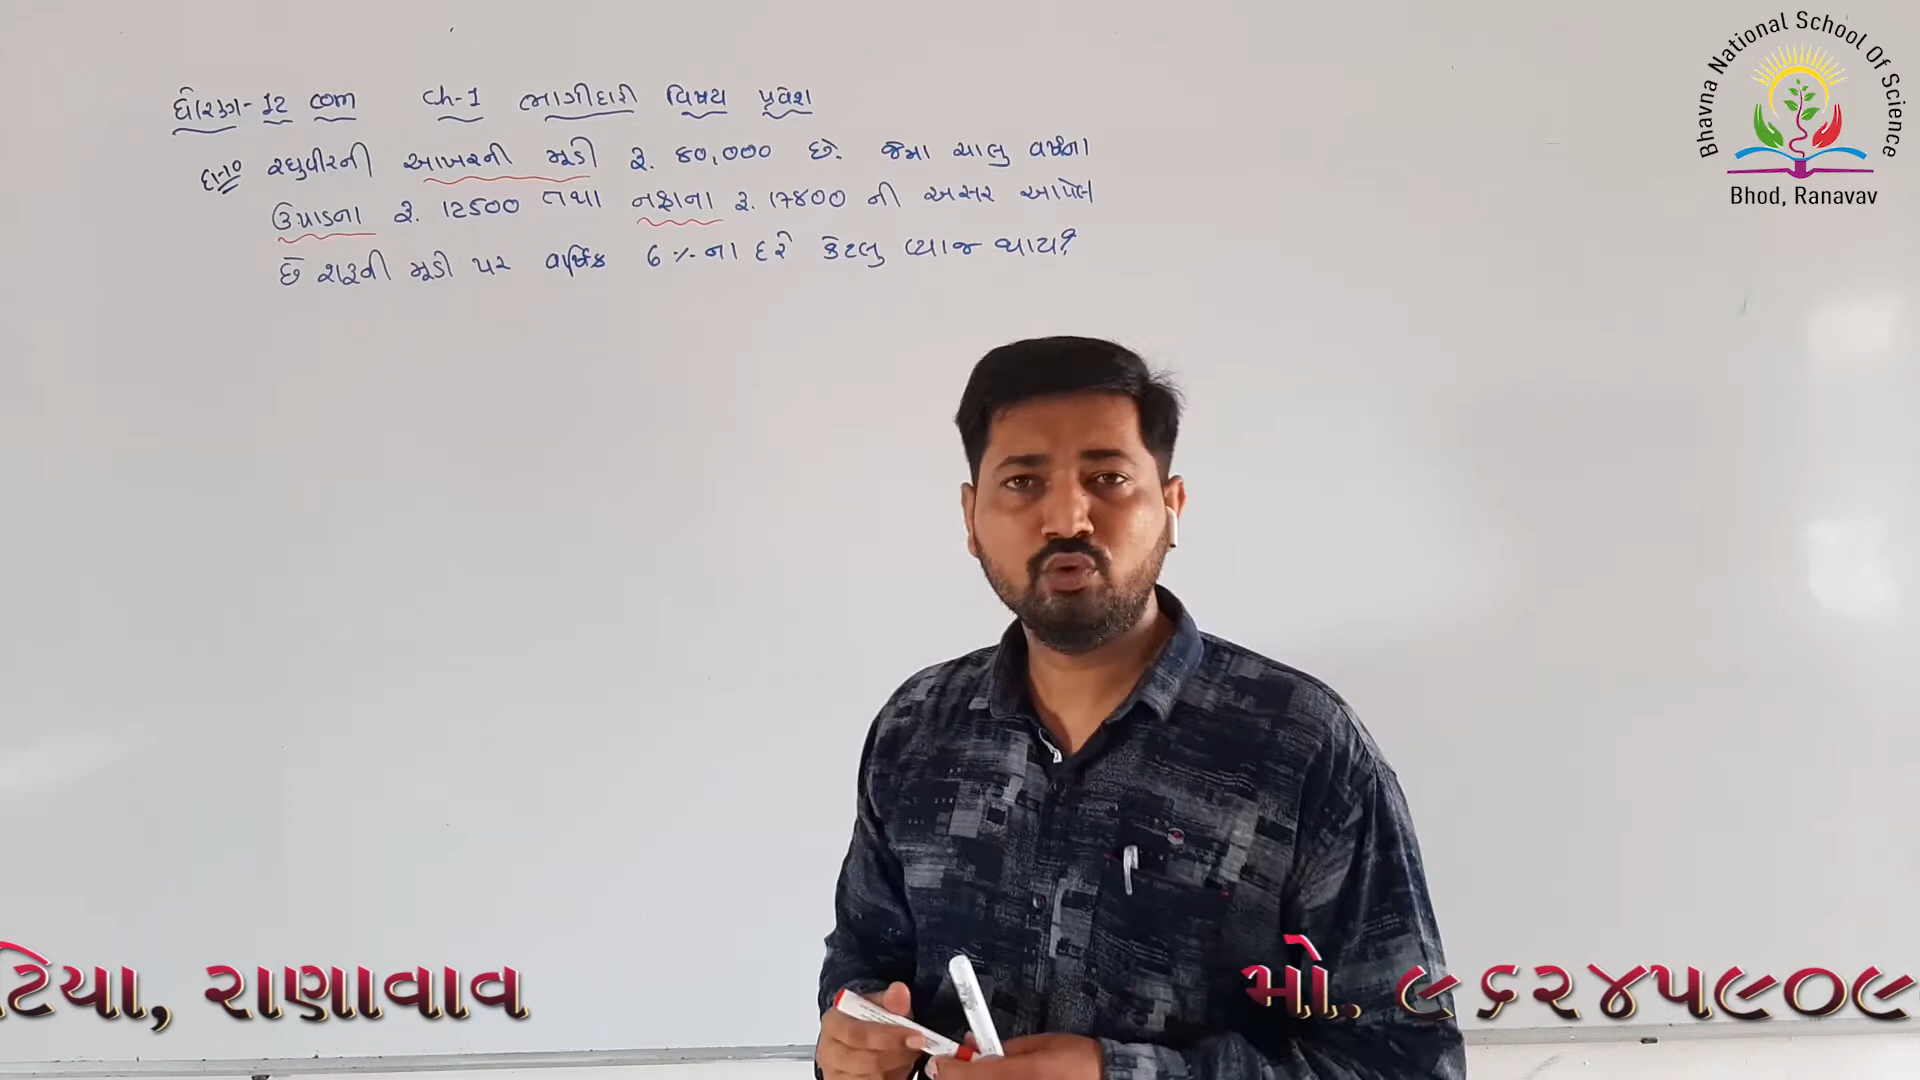 ધોરણ-12 com ch-1 ભાગીદારી વિષય પ્રવેશ
દા-10 રઘુવીરની આખરની મૂડી રૂ. 80,000 છે. જેમા ચાલુ વર્ષના
ઉપાડના રૂ. 12500 તથા નફાના રૂ. 17400 ની અસર આપેલ
છે શરૂની મૂડી પર વાર્ષિક 6 %ના દરે કેટલુ વ્યાજ થાય?
Bhavna National School Of Science
Bhod, Ranavav
ટિયા, રાણાવાવ
મો. ૯૬૨૪૫૯૦૯